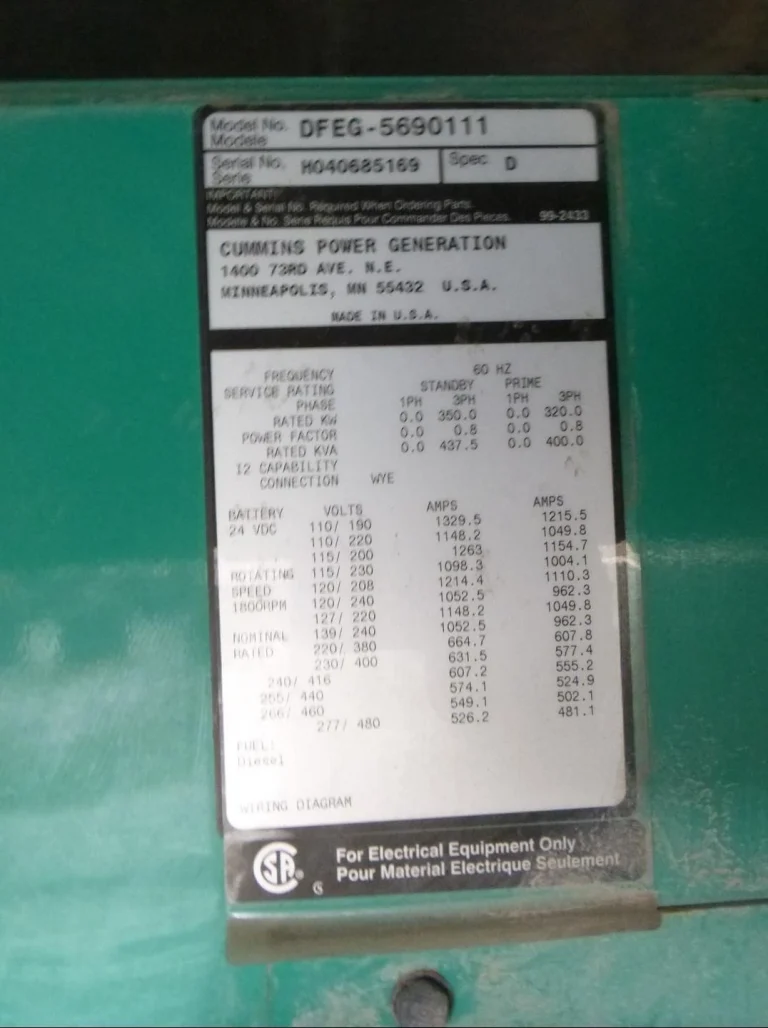 Model No. DFEG-5690111
Modele
Serial No. H040685169 Spec D
Serie
IMPORTANT!
Model & Serial No. Required When Ordering Parts.
Modele & No. Serie Requis Pour Commander Des Pieces. 99-2433
CUMMINS POWER GENERATION
1400 73RD AVE. N.E.
MINNEAPOLIS, MN 55432 U.S.A.
MADE IN U.S.A.
FREQUENCY 60 HZ
SERVICE RATING STANDBY PRIME
PHASE 1PH 3PH 1PH 3PH
RATED KW 0.0 350.0 0.0 320.0
POWER FACTOR 0.0 0.8 0.0 0.8
RATED KVA 0.0 437.5 0.0 400.0
I2 CAPABILITY
CONNECTION WYE
BATTERY VOLTS AMPS AMPS
24 VDC 110/ 190 1329.5 1215.5
110/ 220 1148.2 1049.8
115/ 200 1263 1154.7
ROTATING 115/ 230 1098.3 1004.1
SPEED 120/ 208 1214.4 1110.3
1800RPM 120/ 240 1052.5 962.3
127/ 220 1148.2 1049.8
NOMINAL 139/ 240 1052.5 962.3
RATED 220/ 380 664.7 607.8
230/ 400 631.5 577.4
240/ 416 607.2 555.2
255/ 440 574.1 524.9
266/ 460 549.1 502.1
277/ 480 526.2 481.1
FUEL:
Diesel
WIRING DIAGRAM
SA® For Electrical Equipment Only
Pour Material Electrique Seulement